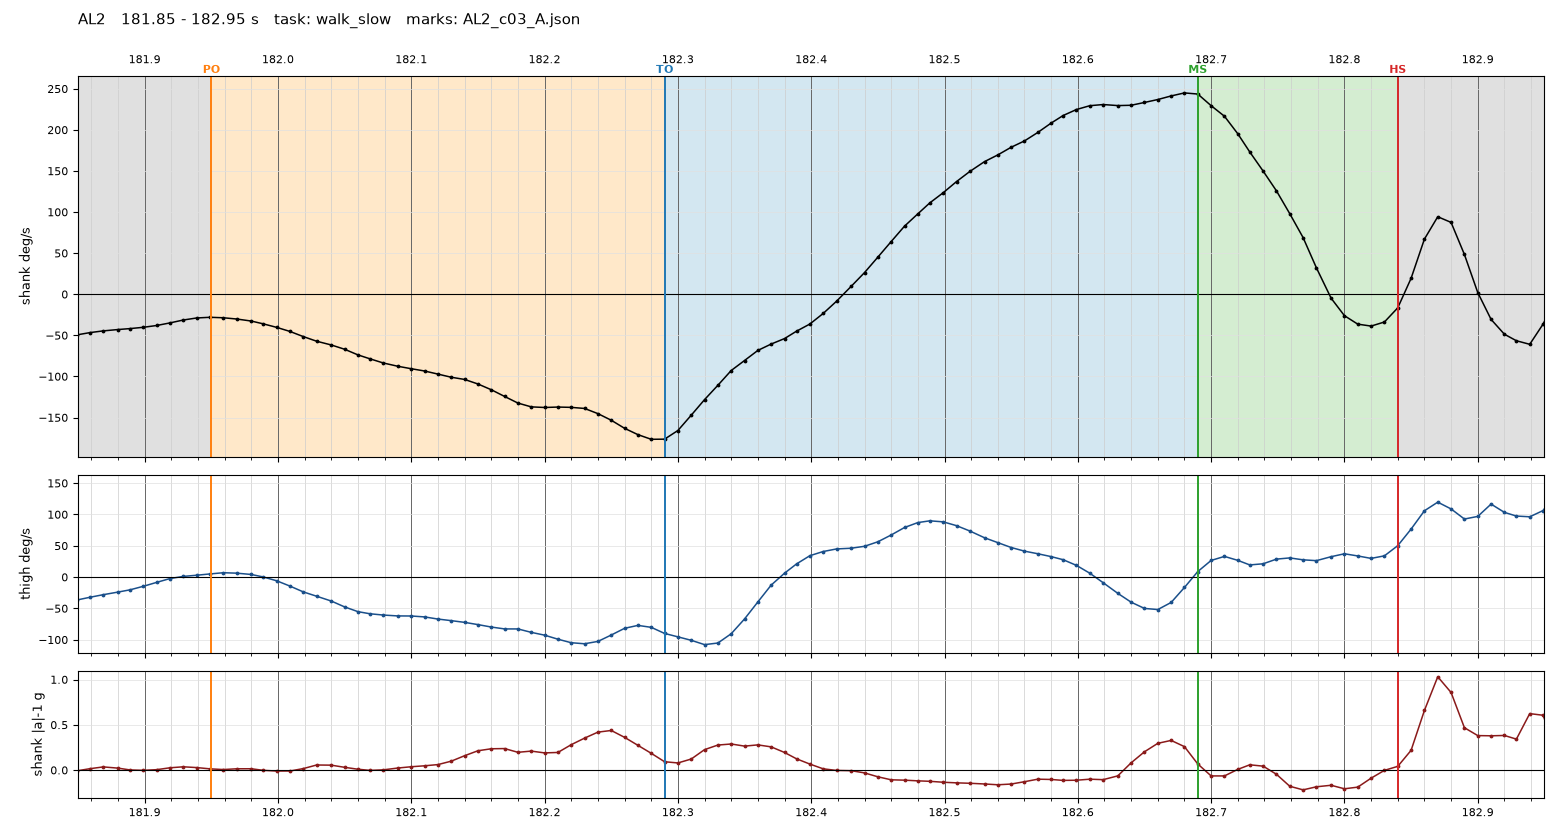 AL2   181.85 - 182.95 s   task: walk_slow   marks: AL2_c03_A.json
181.9 182.0 182.1 182.2 182.3 182.4 182.5 182.6 182.7 182.8 182.9
PO TO MS HS
250
200
150
100
50
0
−50
−100
−150
shank deg/s
150
100
50
0
−50
−100
thigh deg/s
1.0
0.5
0.0
shank |a|-1 g
181.9 182.0 182.1 182.2 182.3 182.4 182.5 182.6 182.7 182.8 182.9